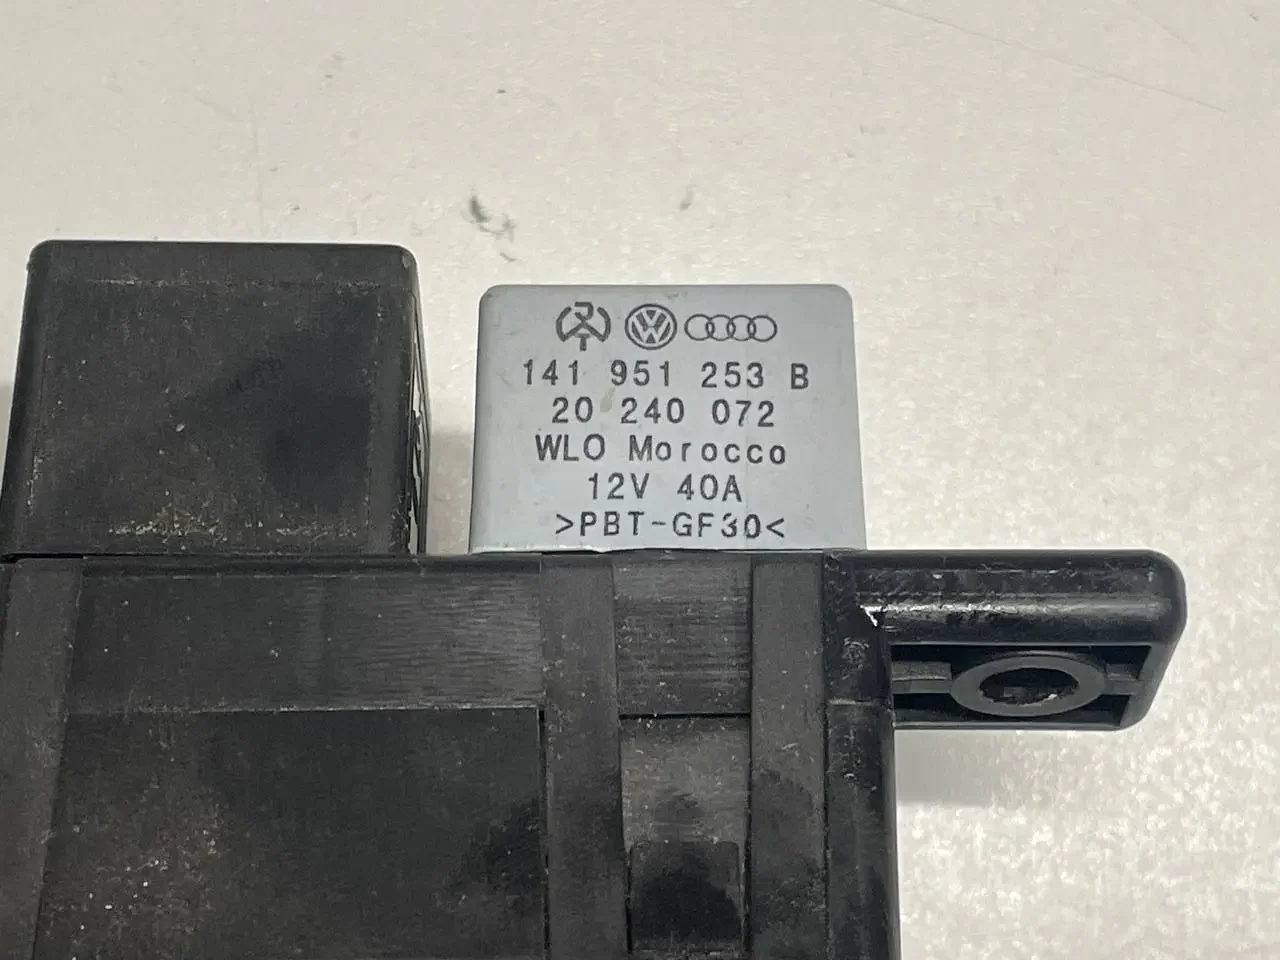 141 951 253 B
20 240 072
WLO Morocco
12V 40A
>PBT-GF30<